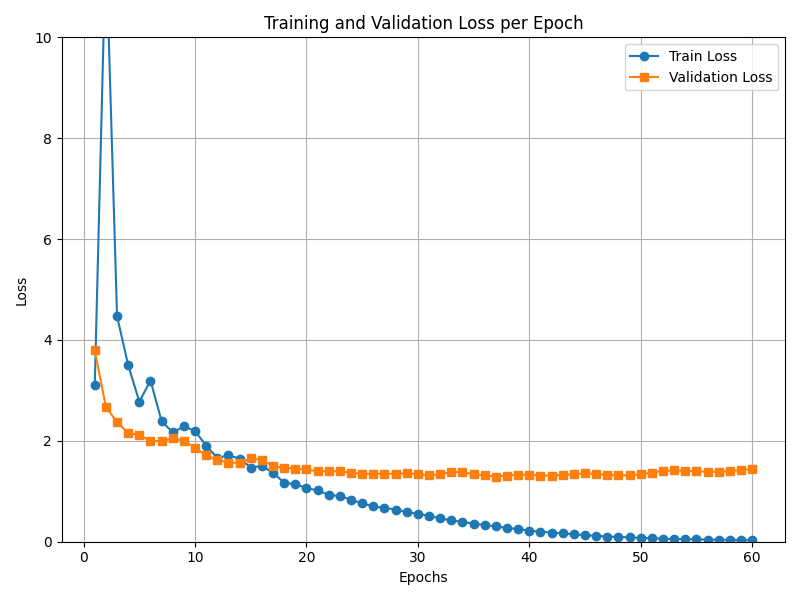 Training and Validation Loss per Epoch
Train Loss
Validation Loss
Loss
10
8
6
4
2
0
0 10 20 30 40 50 60
Epochs